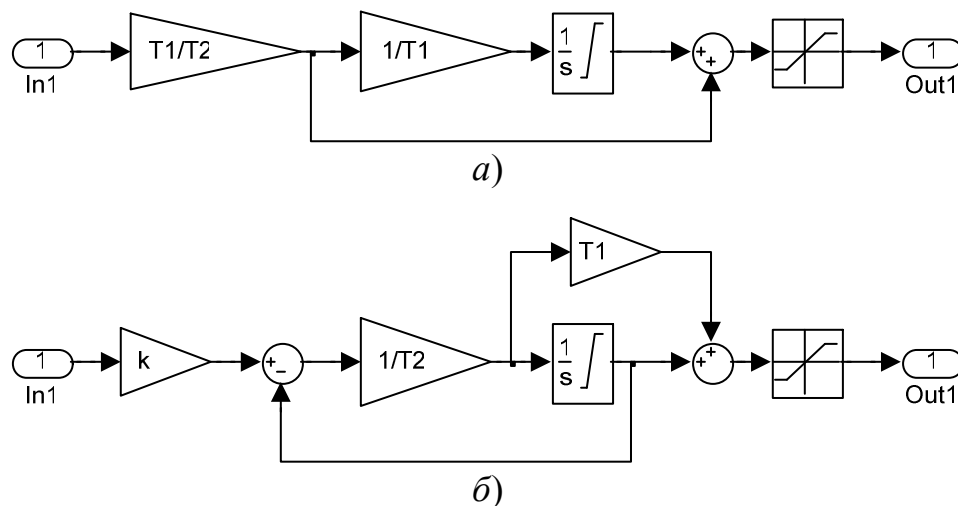 1 T1/T2 1/T1 1 s + + 1
In1 Out1
а)
T1
1 k + − 1/T2 1 s + + 1
In1 Out1
б)